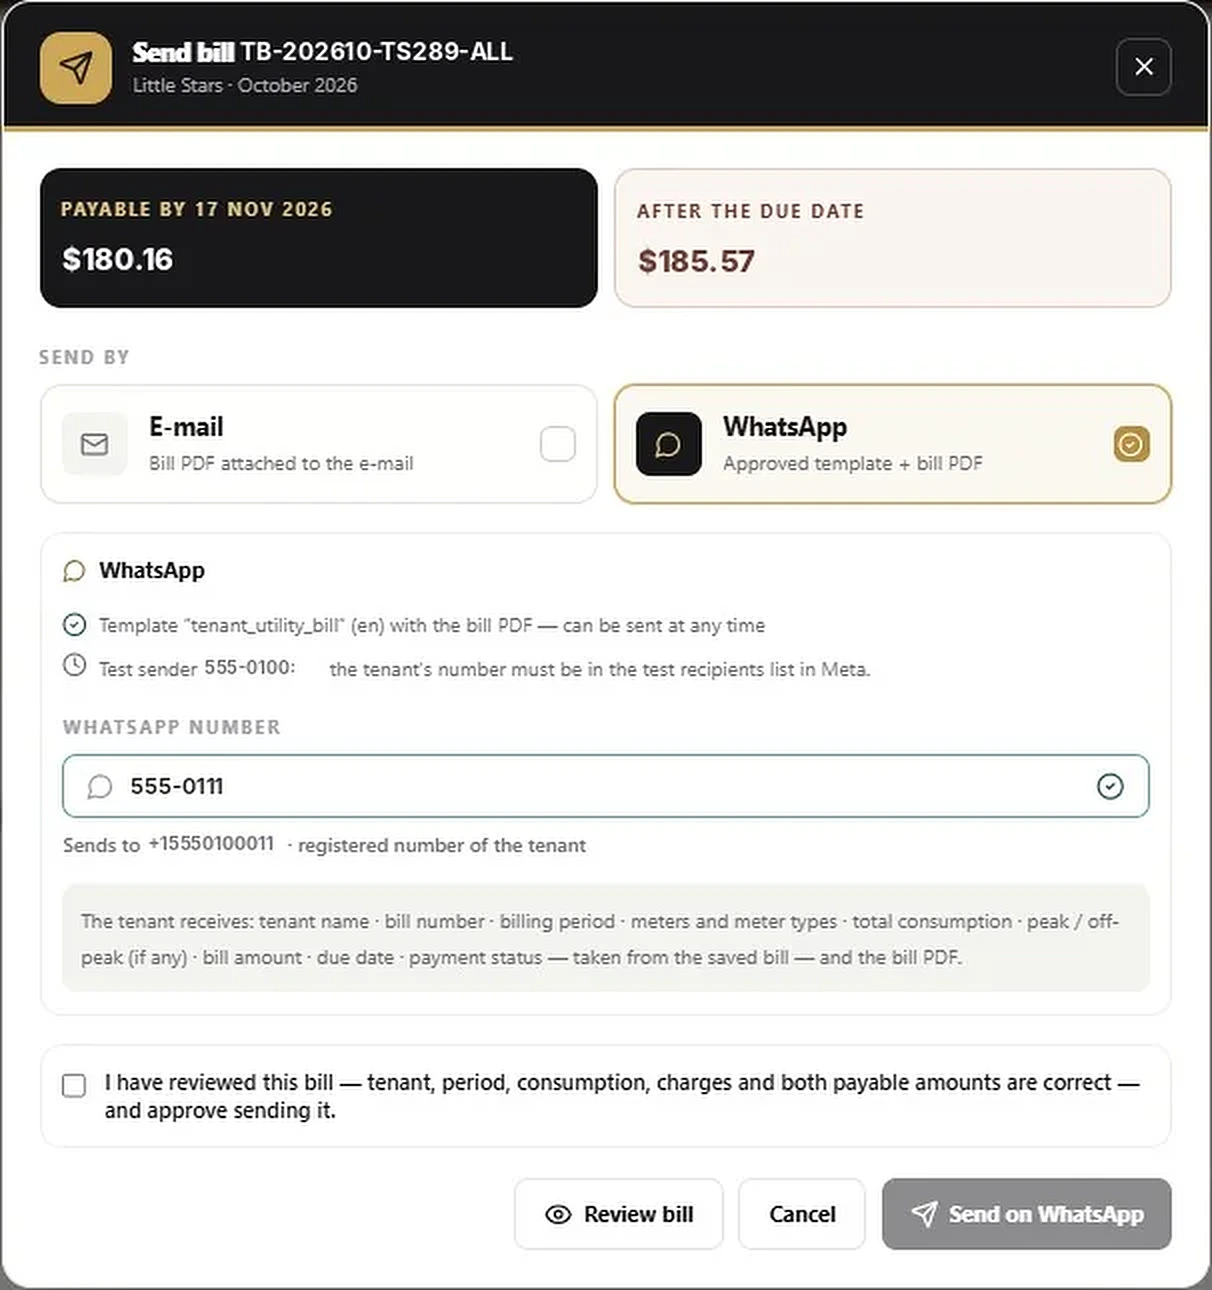 Send bill TB-202610-TS289-ALL
Little Stars · October 2026
PAYABLE BY 17 NOV 2026
$180.16
AFTER THE DUE DATE
$185.57
SEND BY
E-mail
Bill PDF attached to the e-mail
WhatsApp
Approved template + bill PDF
WhatsApp
Template "tenant_utility_bill" (en) with the bill PDF — can be sent at any time
Test sender 555-0100: the tenant's number must be in the test recipients list in Meta.
WHATSAPP NUMBER
555-0111
Sends to +15550100011 · registered number of the tenant
The tenant receives: tenant name · bill number · billing period · meters and meter types · total consumption · peak / off-
peak (if any) · bill amount · due date · payment status — taken from the saved bill — and the bill PDF.
I have reviewed this bill — tenant, period, consumption, charges and both payable amounts are correct —
and approve sending it.
Review bill
Cancel
Send on WhatsApp